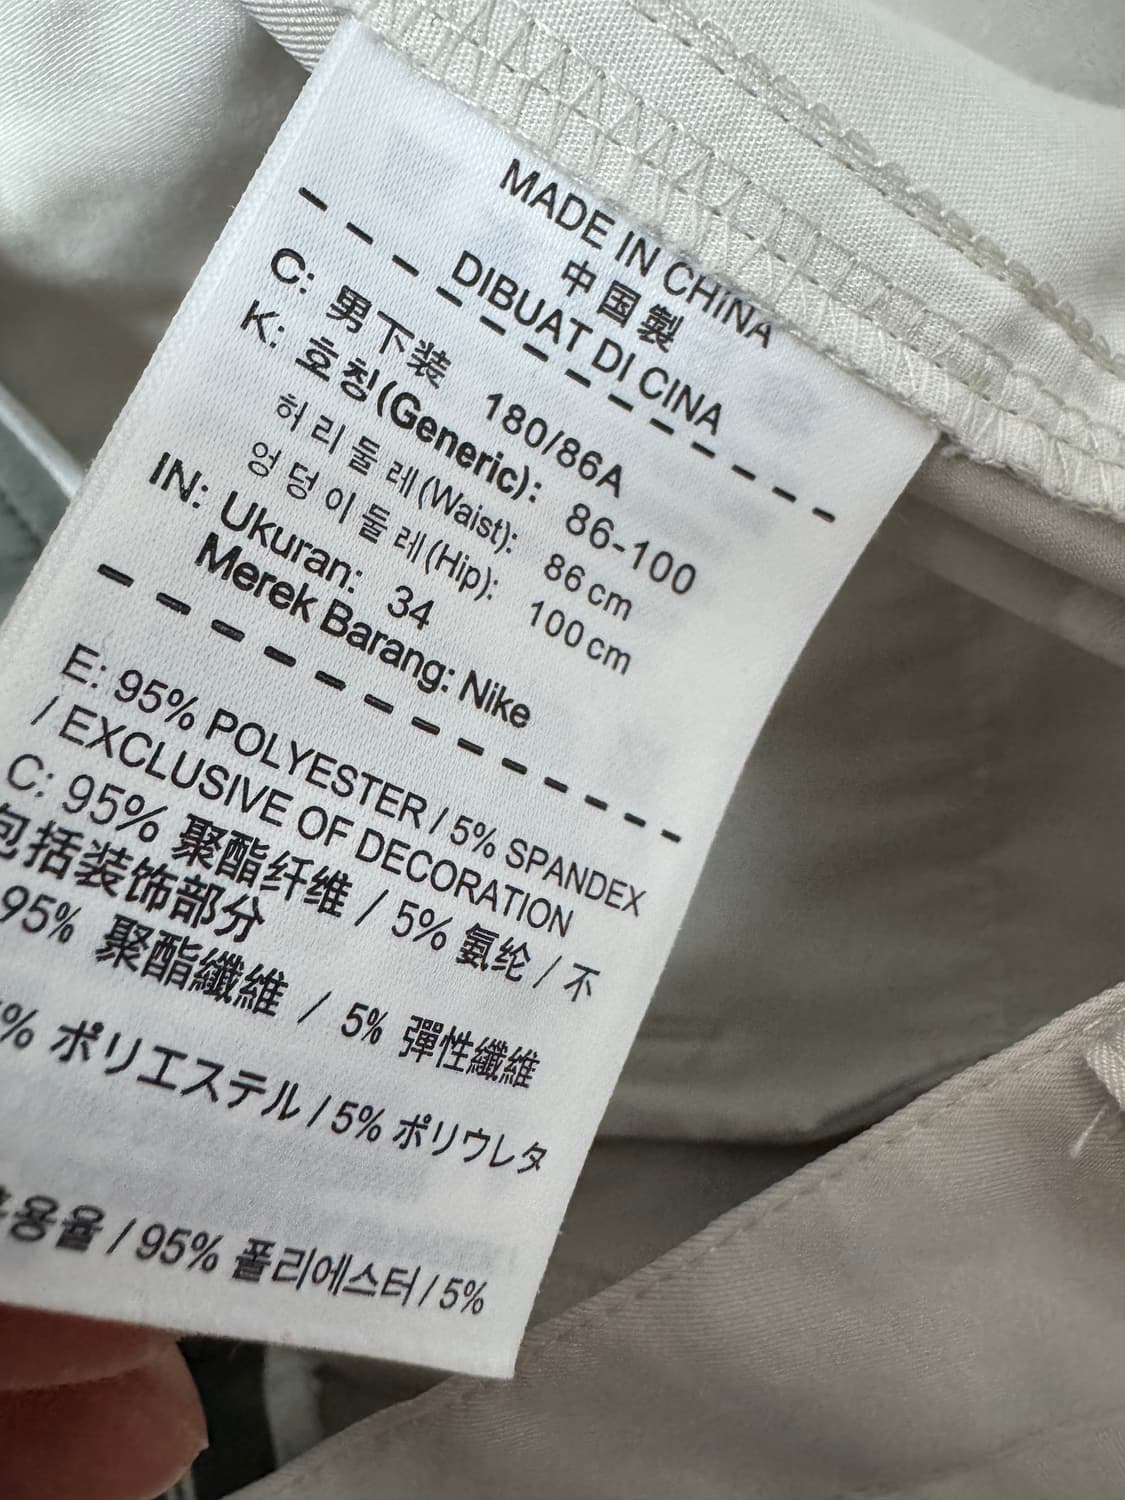 MADE IN CHINA
中国製
DIBUAT DI CINA
C: 男下装 180/86A
K: 호칭(Generic): 86-100
허리둘레(Waist): 86cm
엉덩이둘레(Hip): 100cm
IN: Ukuran: 34
Merek Barang: Nike
E: 95% POLYESTER / 5% SPANDEX
/ EXCLUSIVE OF DECORATION
C: 95% 聚酯纤维 / 5% 氨纶 / 不
包括装饰部分
95% 聚酯纖維 / 5% 彈性纖維
% ポリエステル / 5% ポリウレタ
용율 / 95% 폴리에스터 / 5%